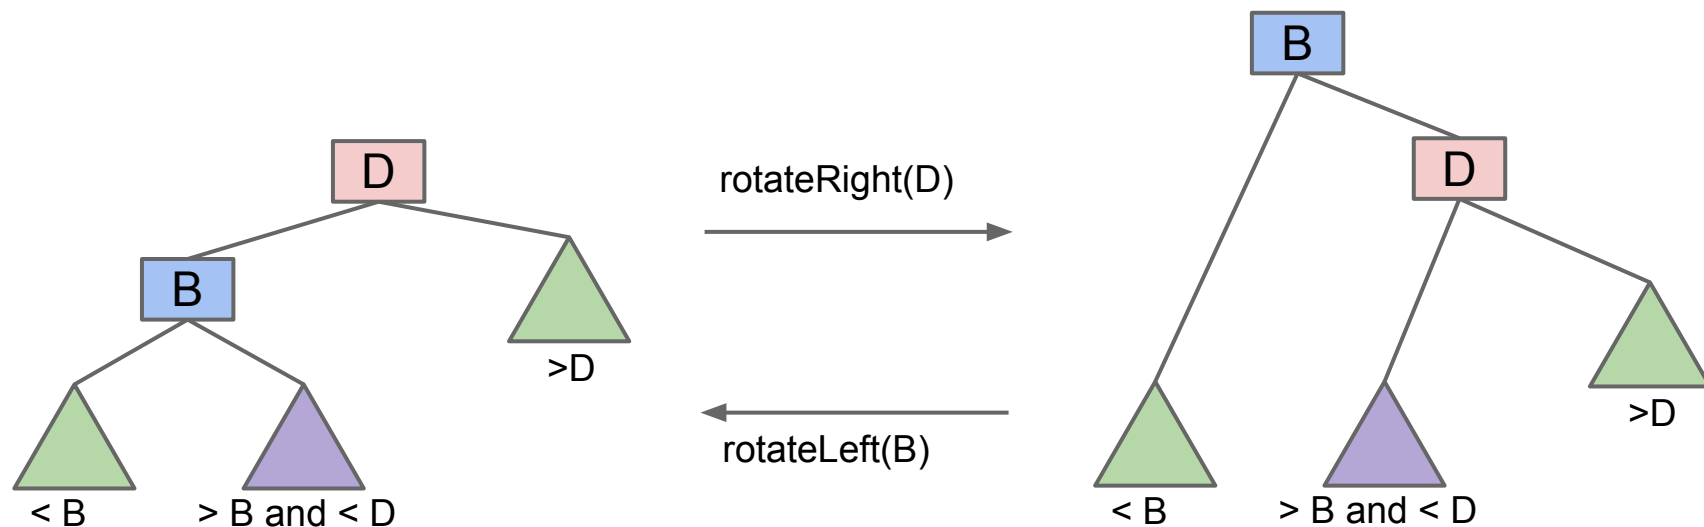 D
B
< B
> B and < D
>D
rotateRight(D)
rotateLeft(B)
B
D
< B
> B and < D
>D